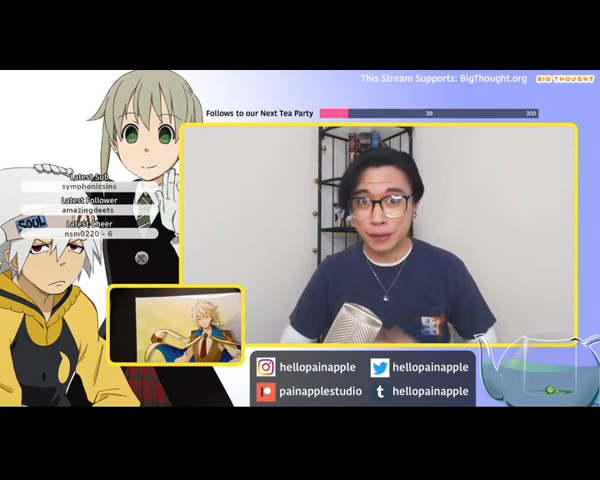 This Stream Supports: BigThought.org
BIG THOUGHT
Follows to our Next Tea Party
39
300
Latest Sub
symphonicsins
Latest Follower
amazingdeets
Latest Cheer
nsm0220 - 6
SOUL
hellopainapple
hellopainapple
painapplestudio
hellopainapple